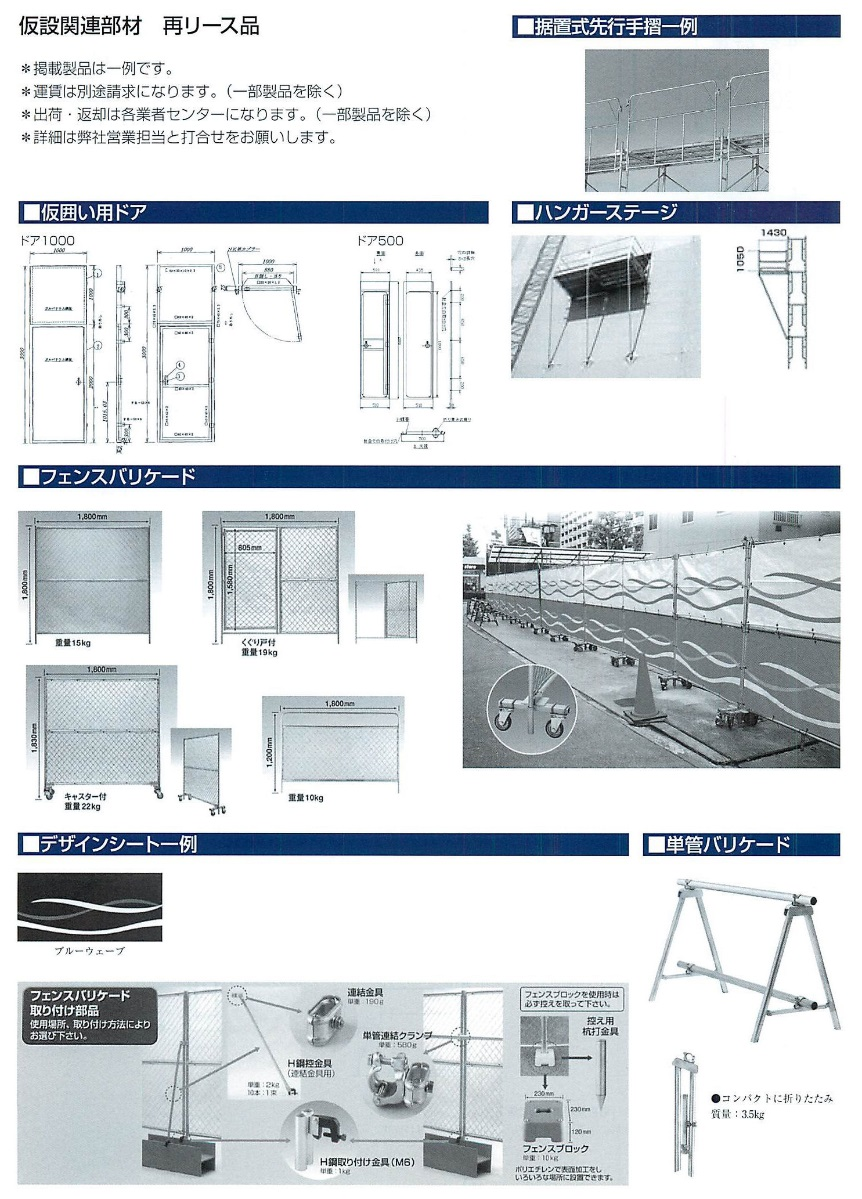 仮設関連部材　再リース品
＊掲載製品は一例です。
＊運賃は別途請求になります。（一部製品を除く）
＊出荷・返却は各業者センターになります。（一部製品を除く）
＊詳細は弊社営業担当と打合せをお願いします。
■据置式先行手摺一例
■仮囲い用ドア
ドア1000
ドア500
1000
1000
1000
■ハンガーステージ
1430
1050
■フェンスバリケード
1,800mm
1,800mm
重量15kg
1,800mm
605mm
1,800mm
1,560mm
くぐり戸付
重量19kg
1,800mm
1,830mm
キャスター付
重量22kg
1,800mm
1,200mm
重量10kg
■デザインシート一例
ブルーウェーブ
■単管バリケード
●コンパクトに折りたたみ
質量：3.5kg
フェンスバリケード
取り付け部品
使用場所、取り付け方法により
お選び下さい。
連結金具
単重：190g
H鋼控金具
（連結金具用）
単重：2kg
10本：1束
単管連結クランプ
単重：580g
H鋼取り付け金具（M6）
単重：1kg
フェンスブロックを使用時は
必ず控えを取って下さい。
控え用
杭打金具
230mm
230mm
120mm
フェンスブロック
単重：10kg
ポリエチレンで表面加工をし
いろいろな場所に設置できます。